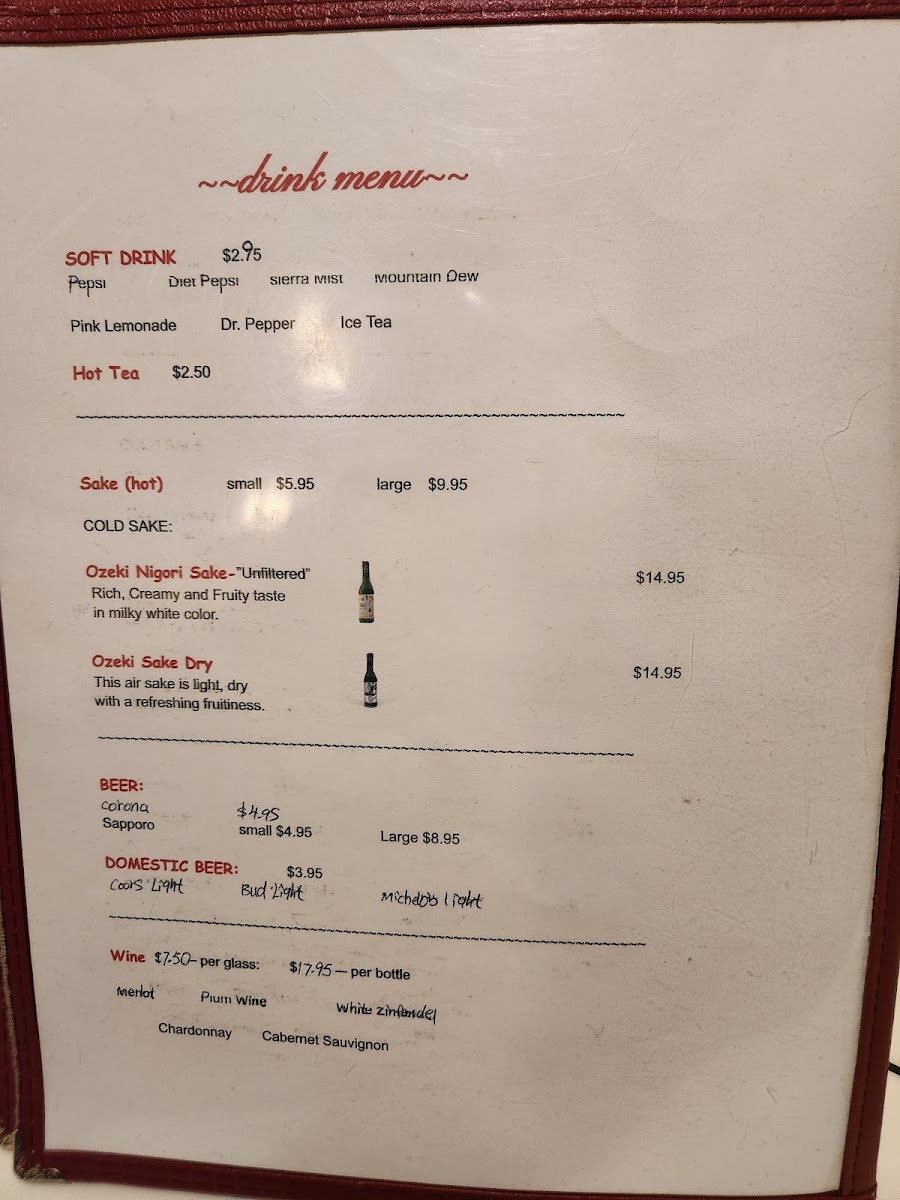 ~~drink menu~~
SOFT DRINK $2.95
Pepsi Diet Pepsi Sierra Mist Mountain Dew
Pink Lemonade Dr. Pepper Ice Tea
Hot Tea $2.50
Sake (hot) small $5.95 large $9.95
COLD SAKE:
Ozeki Nigori Sake-"Unfiltered" $14.95
Rich, Creamy and Fruity taste
in milky white color.
Ozeki Sake Dry $14.95
This air sake is light, dry
with a refreshing fruitiness.
BEER:
corona $4.95
Sapporo small $4.95 Large $8.95
DOMESTIC BEER: $3.95
Coors Light Bud Light Michelob light
Wine $7.50- per glass: $17.95 — per bottle
Merlot Plum Wine White Zinfandel
Chardonnay Cabernet Sauvignon